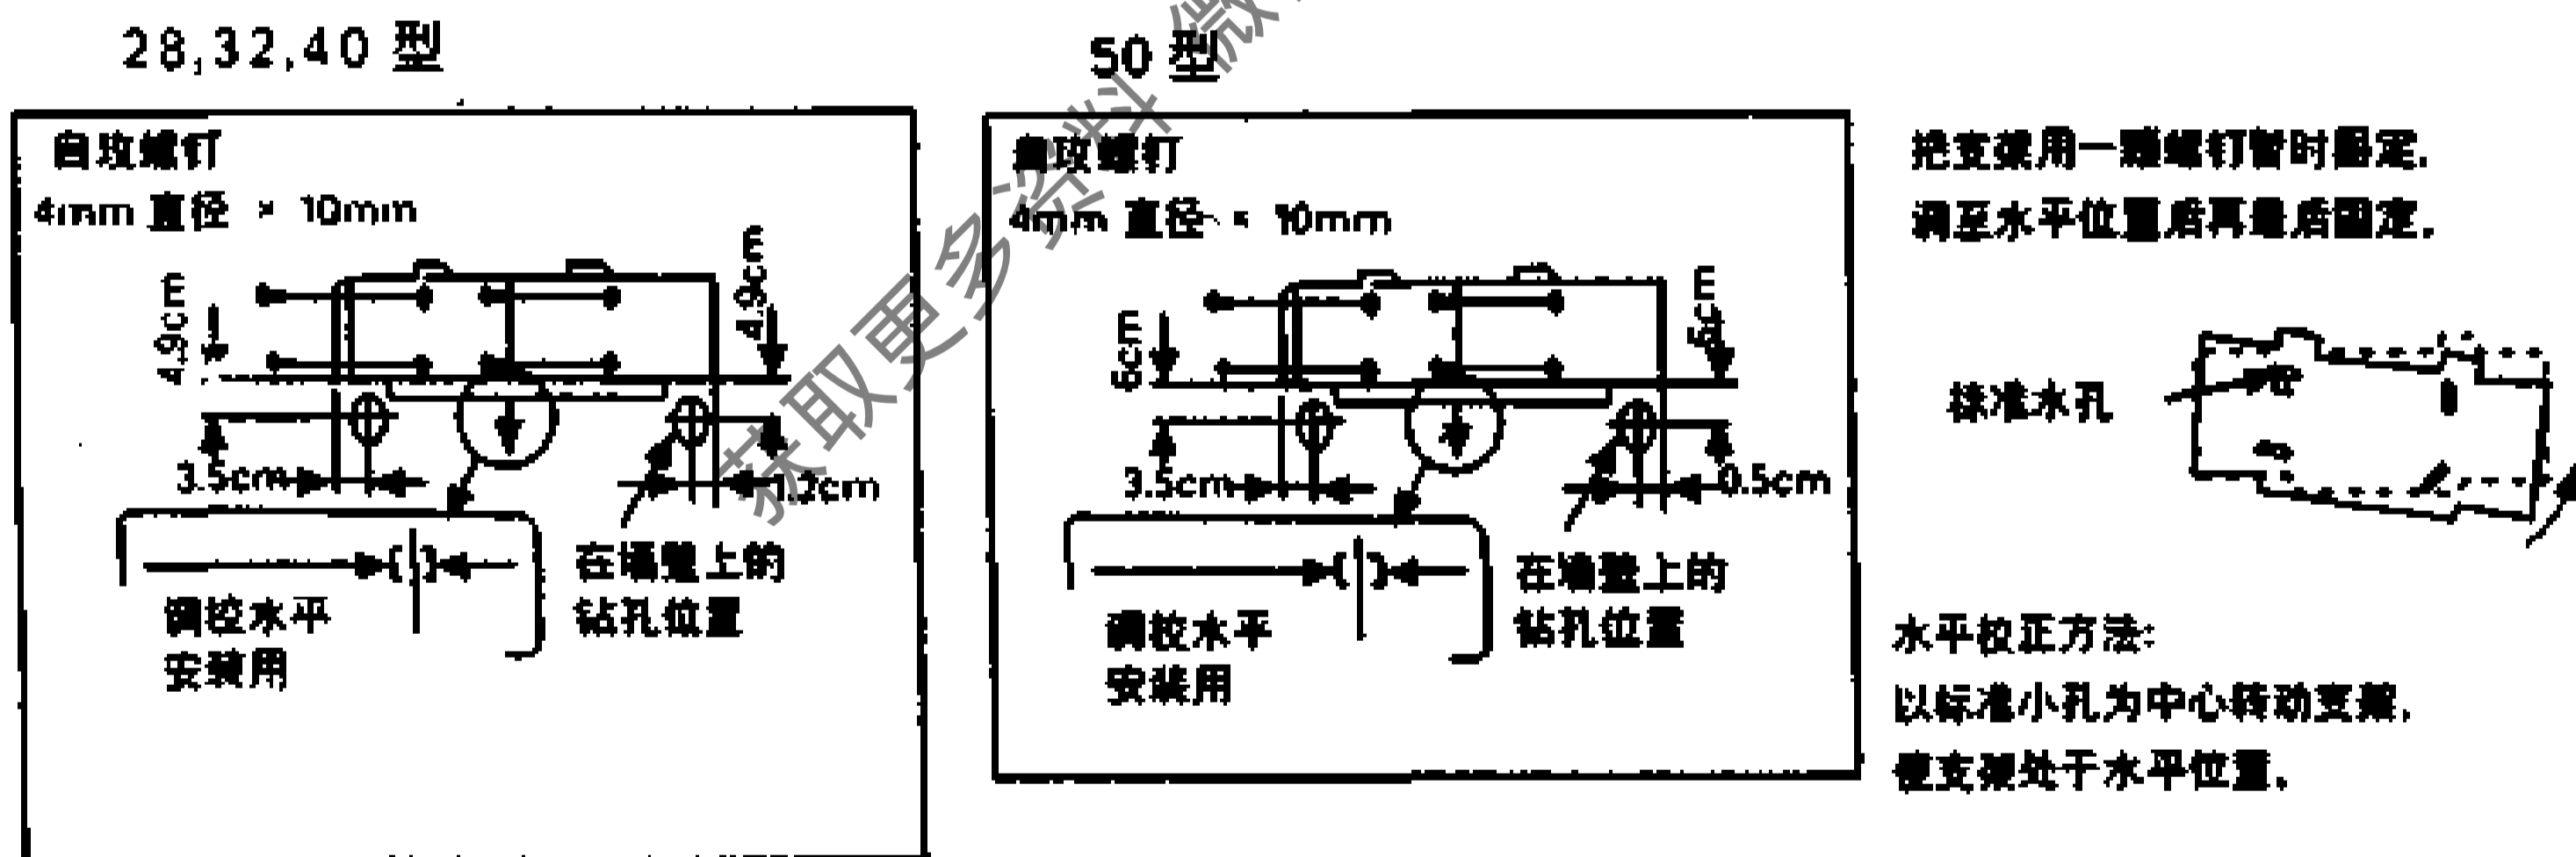 28,32,40 型
自攻螺钉
4mm 直径 × 10mm
4.9cm
4.9cm
3.5cm
1.2cm
调校水平
安装用
在墙壁上的
钻孔位置
50 型
自攻螺钉
4mm 直径 × 10mm
6cm
6cm
3.5cm
0.5cm
调校水平
安装用
在墙壁上的
钻孔位置
把支架用一颗螺钉暂时固定.
调至水平位置后再最后固定.
标准水孔
水平校正方法:
以标准小孔为中心转动支架.
使支架处于水平位置.
获取更多资料 微